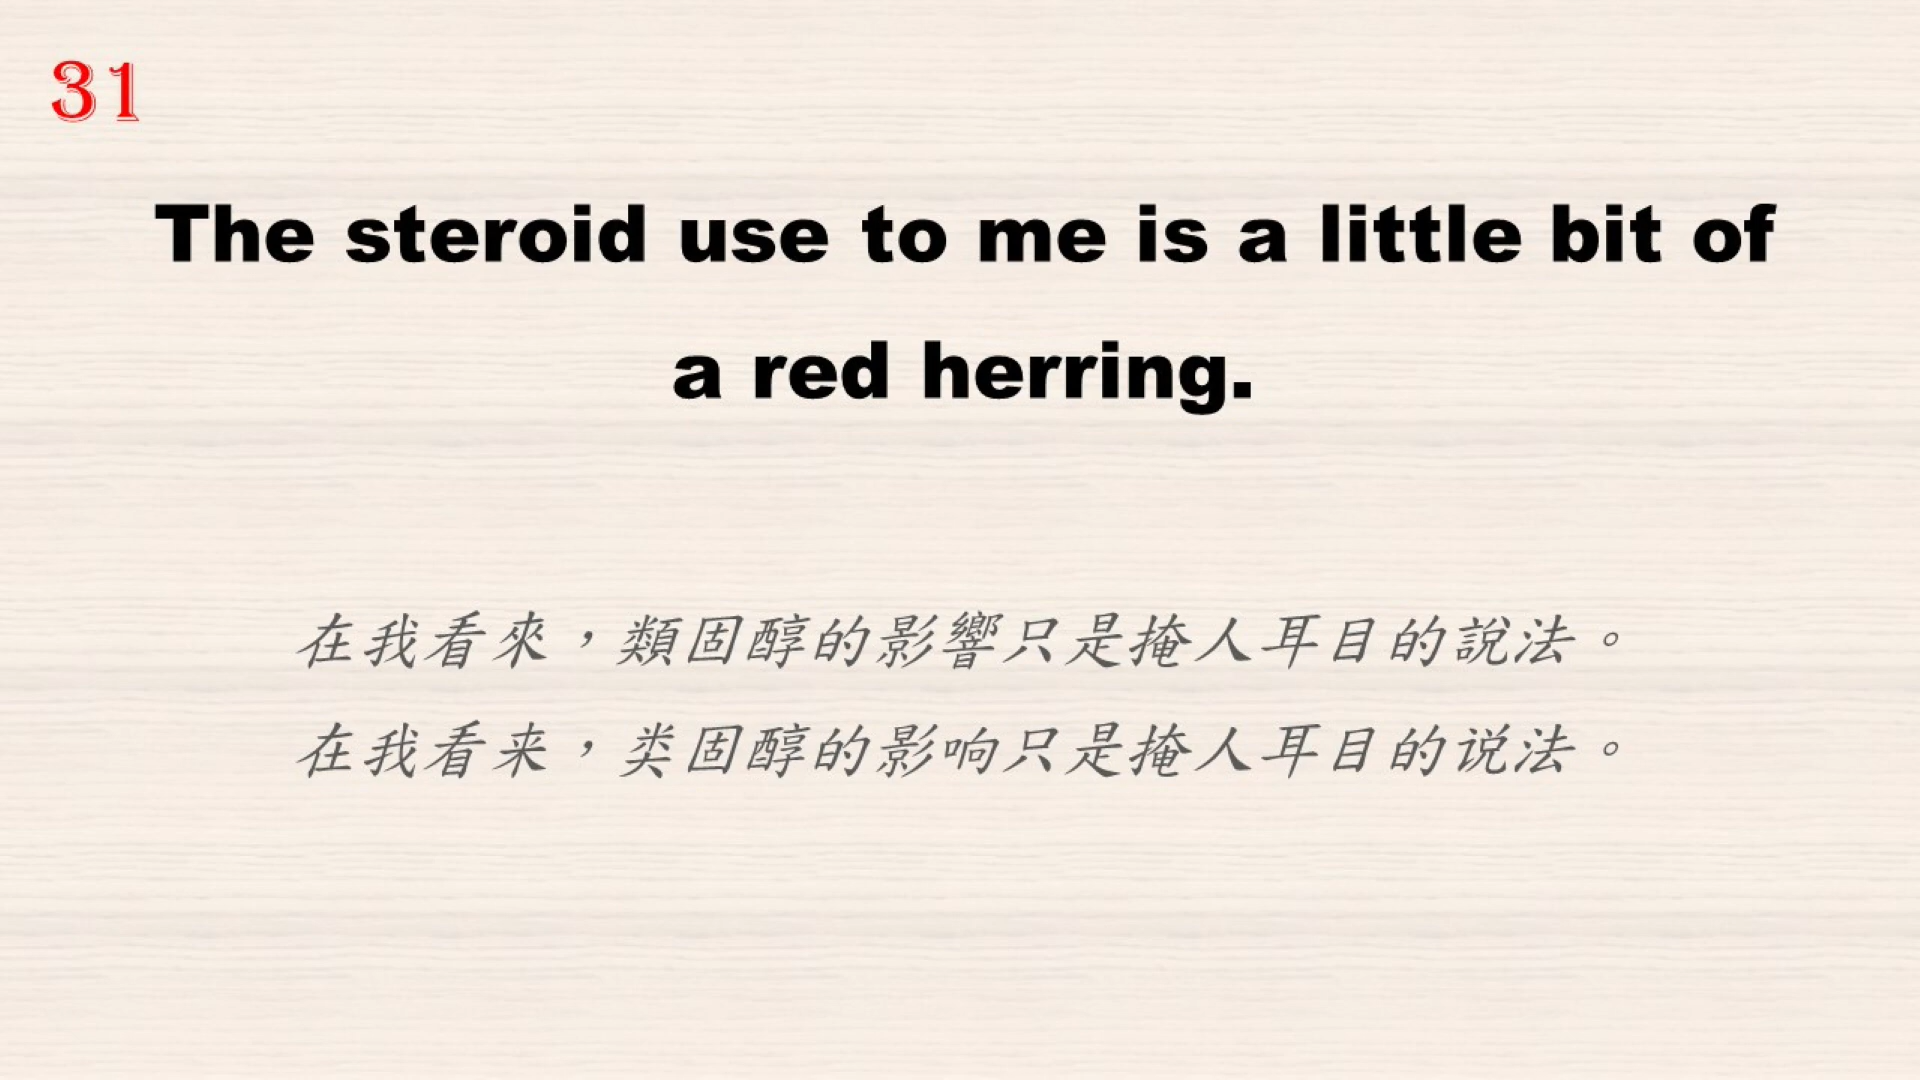 31
The steroid use to me is a little bit of
a red herring.
在我看來，類固醇的影響只是掩人耳目的說法。
在我看来，类固醇的影响只是掩人耳目的说法。